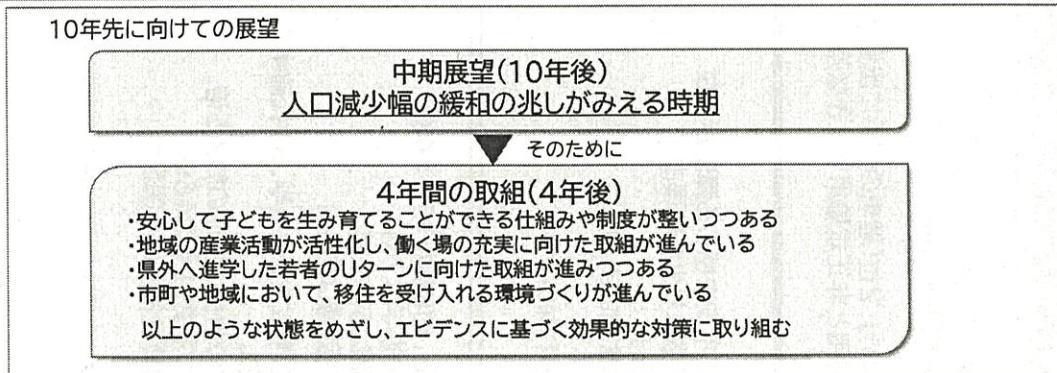 10年先に向けての展望
中期展望(10年後)
人口減少幅の緩和の兆しがみえる時期
そのために
4年間の取組(4年後)
・安心して子どもを生み育てることができる仕組みや制度が整いつつある
・地域の産業活動が活性化し、働く場の充実に向けた取組が進んでいる
・県外へ進学した若者のUターンに向けた取組が進みつつある
・市町や地域において、移住を受け入れる環境づくりが進んでいる
以上のような状態をめざし、エビデンスに基づく効果的な対策に取り組む